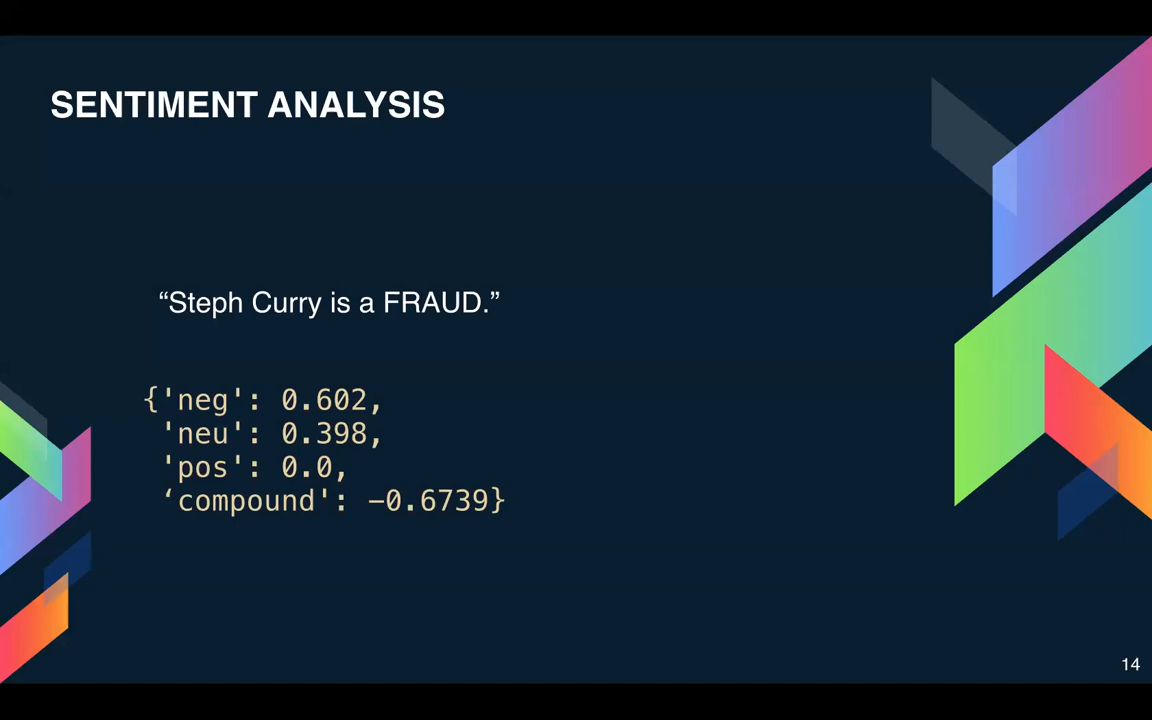 SENTIMENT ANALYSIS
“Steph Curry is a FRAUD.”
{'neg': 0.602,
'neu': 0.398,
'pos': 0.0,
‘compound': -0.6739}
14